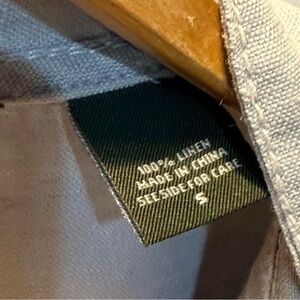 100% LINEN
MADE IN CHINA
SEE SIDE FOR CARE
S